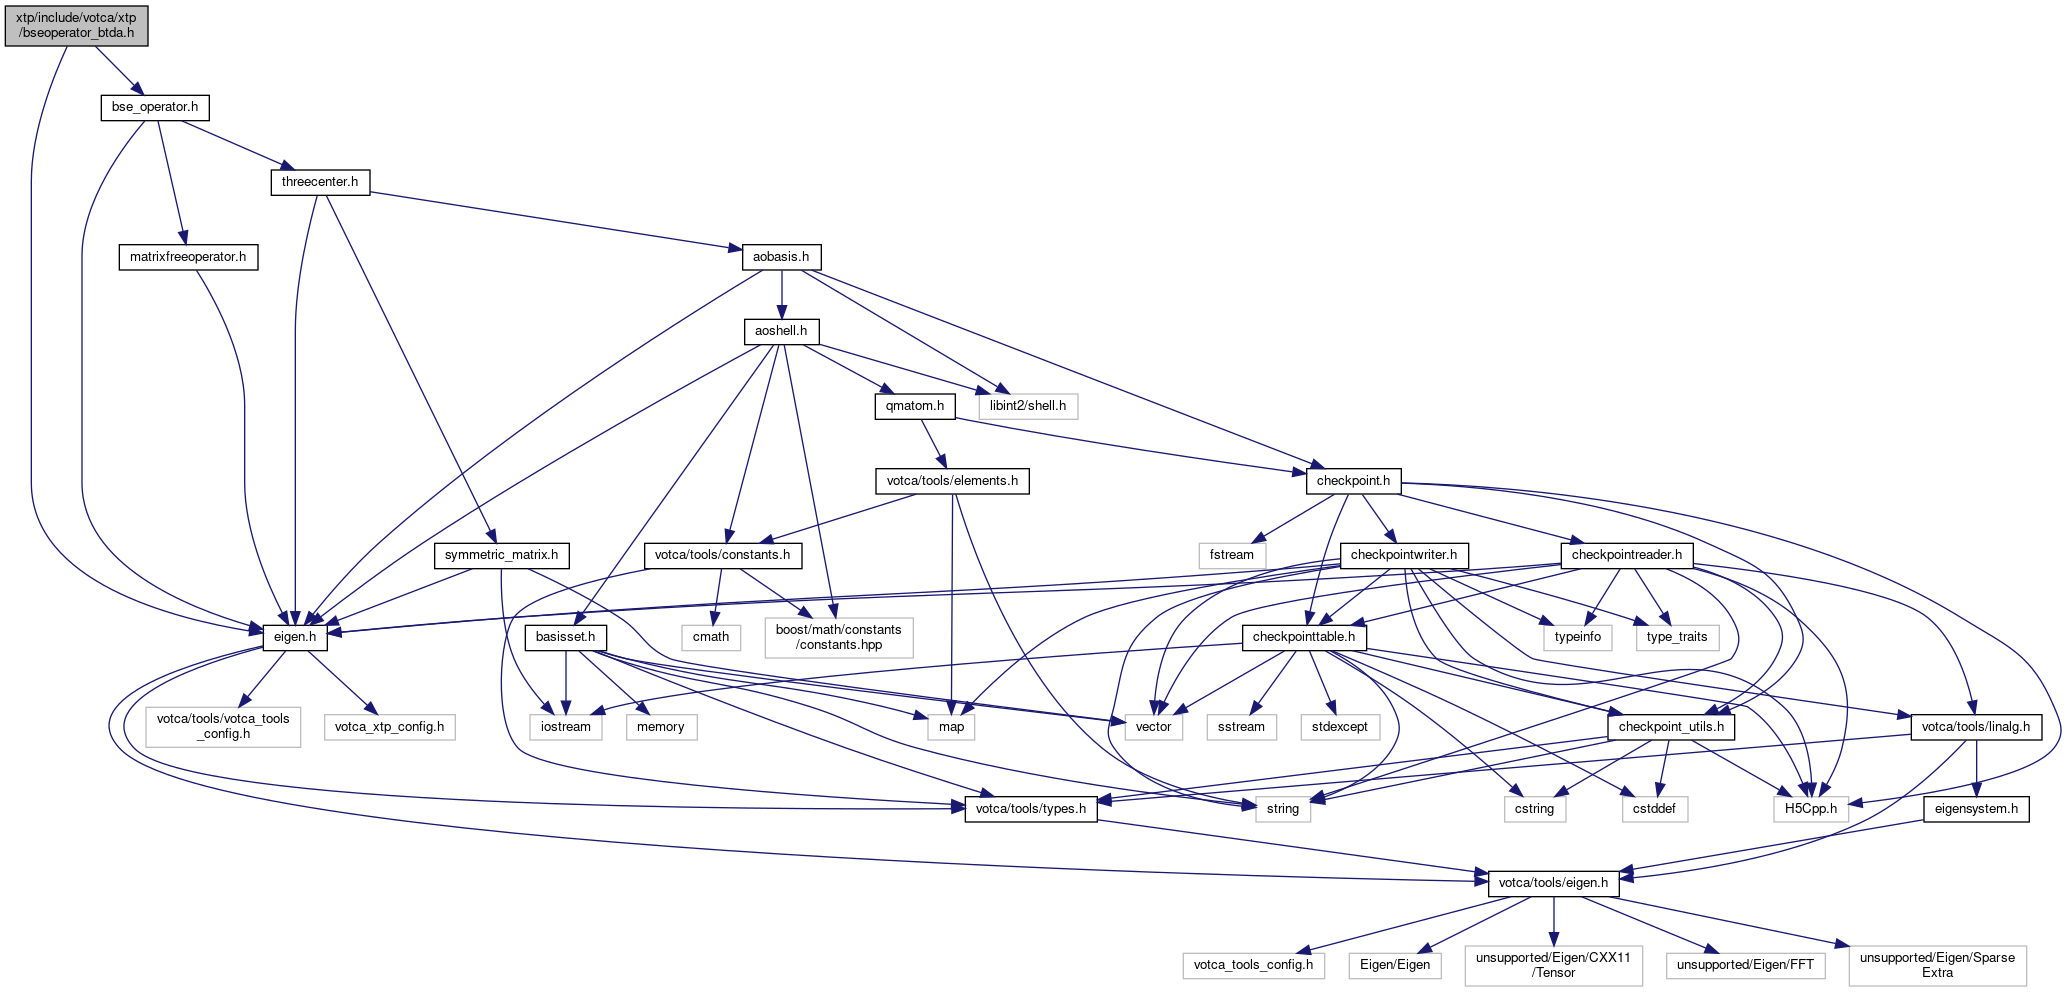 xtp/include/votca/xtp
/bseoperator_btda.h
bse_operator.h
threecenter.h
matrixfreeoperator.h
aobasis.h
aoshell.h
qmatom.h
libint2/shell.h
votca/tools/elements.h
checkpoint.h
symmetric_matrix.h
votca/tools/constants.h
fstream
checkpointwriter.h
checkpointreader.h
eigen.h
basisset.h
cmath
boost/math/constants
/constants.hpp
checkpointtable.h
typeinfo
type_traits
votca/tools/votca_tools
_config.h
votca_xtp_config.h
iostream
memory
map
vector
sstream
stdexcept
checkpoint_utils.h
votca/tools/linalg.h
votca/tools/types.h
string
cstring
cstddef
H5Cpp.h
eigensystem.h
votca/tools/eigen.h
votca_tools_config.h
Eigen/Eigen
unsupported/Eigen/CXX11
/Tensor
unsupported/Eigen/FFT
unsupported/Eigen/Sparse
Extra